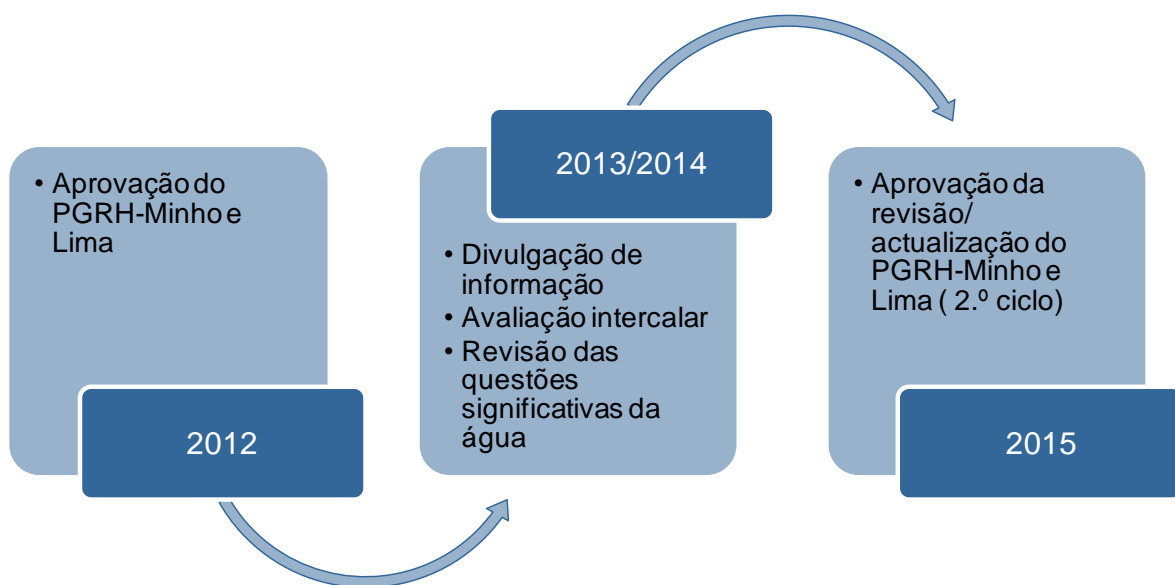 • Aprovação do
PGRH-Minho e
Lima
2012
2013/2014
• Divulgação de
informação
• Avaliação intercalar
• Revisão das
questões
significativas da
água
• Aprovação da
revisão/
actualização do
PGRH-Minho e
Lima ( 2.º ciclo)
2015